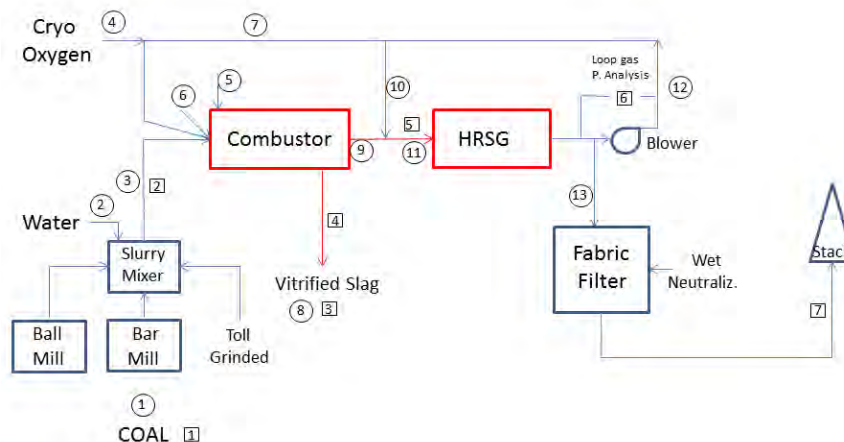 Cryo
Oxygen
4
7
Loop gas
P. Analysis
6
12
5
6
10
5
Combustor
9
11
HRSG
Blower
3
2
2
Water
4
13
Slurry
Mixer
Vitrified Slag
8
3
Fabric
Filter
Wet
Neutraliz.
Stac
7
Ball
Mill
Bar
Mill
Toll
Grinded
1
COAL
1